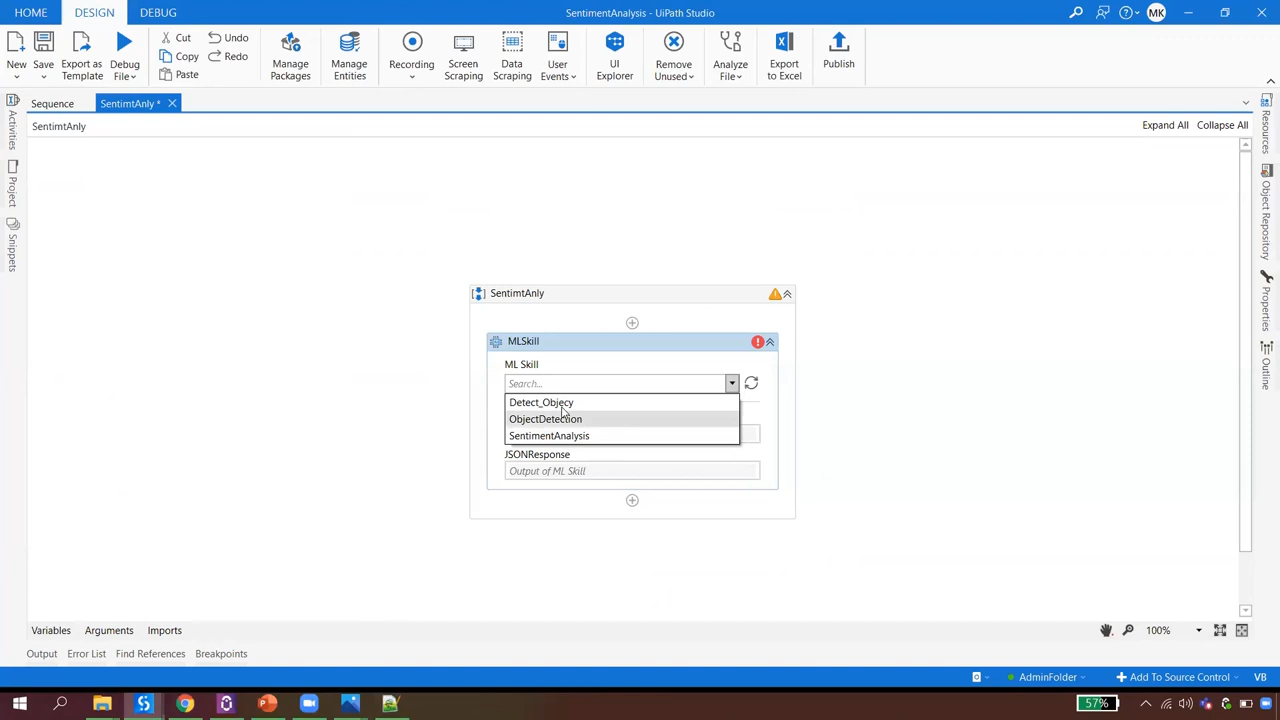 HOME DESIGN DEBUG SentimentAnalysis - UiPath Studio MK
New Save Export as Template Debug File Cut Copy Paste Undo Redo Manage Packages Manage Entities Recording Screen Scraping Data Scraping User Events UI Explorer Remove Unused Analyze File Export to Excel Publish
Sequence SentimtAnly *
SentimtAnly Expand All Collapse All
Activities
Project
Snippets
Resources
Object Repository
Properties
Outline
SentimtAnly
MLSkill
ML Skill
Search...
Detect_Objecy
ObjectDetection
SentimentAnalysis
JSONResponse
Output of ML Skill
Variables Arguments Imports 100%
Output Error List Find References Breakpoints
AdminFolder Add To Source Control VB
57%